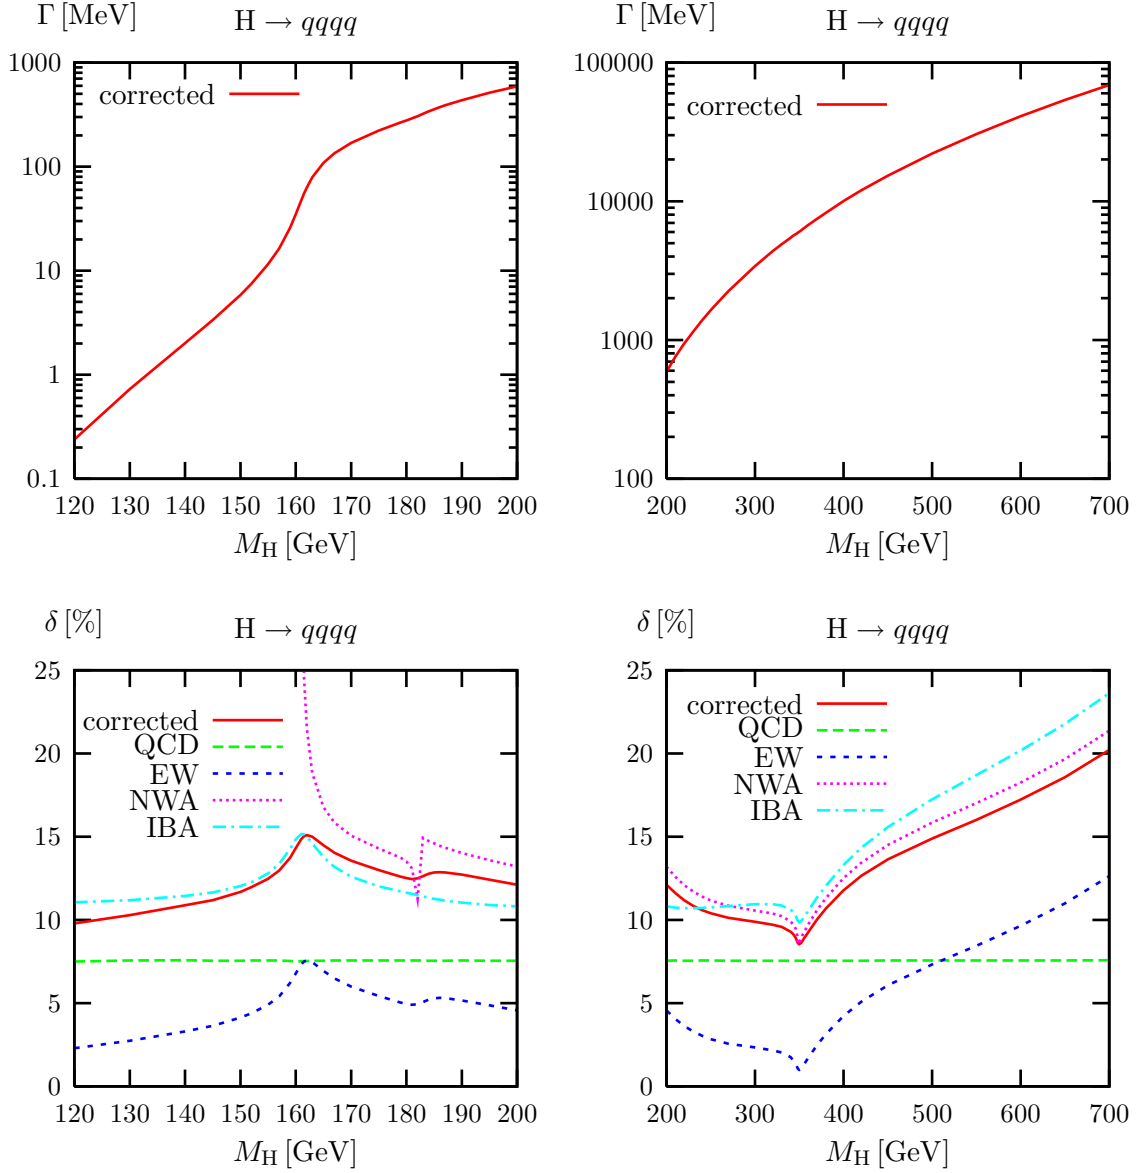 Γ [MeV] H → qqqq
1000
100
10
1
0.1
corrected
120 130 140 150 160 170 180 190 200
M_H [GeV]
Γ [MeV] H → qqqq
100000
10000
1000
100
corrected
200 300 400 500 600 700
M_H [GeV]
δ [%] H → qqqq
25
20
15
10
5
0
corrected
QCD
EW
NWA
IBA
120 130 140 150 160 170 180 190 200
M_H [GeV]
δ [%] H → qqqq
25
20
15
10
5
0
corrected
QCD
EW
NWA
IBA
200 300 400 500 600 700
M_H [GeV]